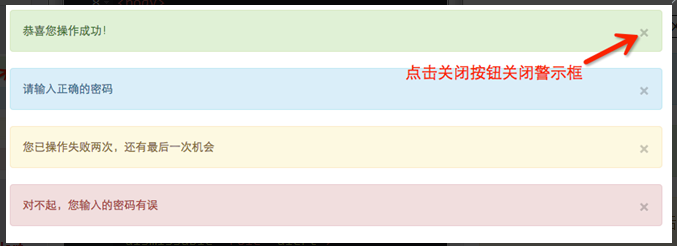 恭喜您操作成功！
×
点击关闭按钮关闭警示框
请输入正确的密码
×
您已操作失败两次，还有最后一次机会
×
对不起，您输入的密码有误
×